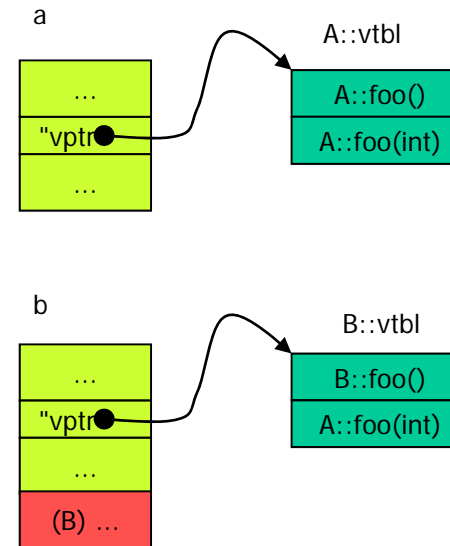 a
A::vtbl
...
A::foo()
"vptr
A::foo(int)
...
b
B::vtbl
...
B::foo()
"vptr
A::foo(int)
...
(B) ...